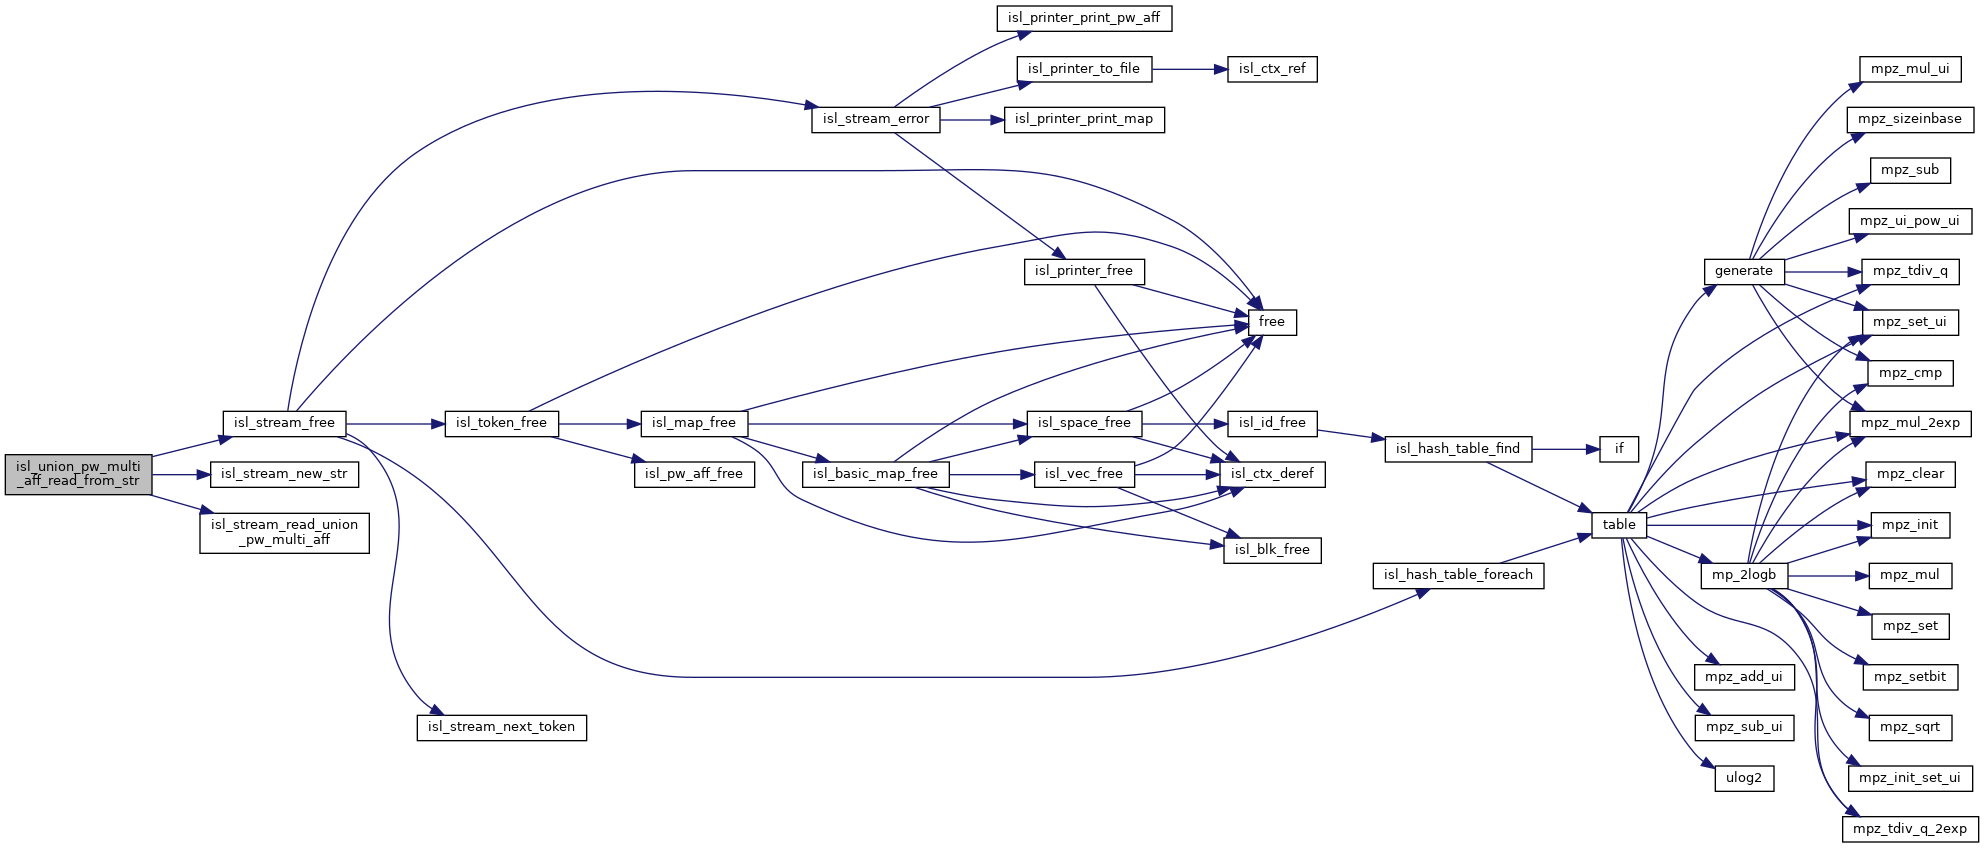 isl_union_pw_multi
_aff_read_from_str
isl_stream_free
isl_stream_new_str
isl_stream_read_union
_pw_multi_aff
isl_token_free
isl_stream_next_token
isl_map_free
isl_pw_aff_free
isl_stream_error
isl_basic_map_free
isl_printer_print_pw_aff
isl_printer_to_file
isl_printer_print_map
isl_printer_free
isl_space_free
isl_vec_free
isl_ctx_ref
free
isl_id_free
isl_ctx_deref
isl_blk_free
isl_hash_table_find
isl_hash_table_foreach
if
table
generate
mp_2logb
mpz_add_ui
mpz_sub_ui
ulog2
mpz_mul_ui
mpz_sizeinbase
mpz_sub
mpz_ui_pow_ui
mpz_tdiv_q
mpz_set_ui
mpz_cmp
mpz_mul_2exp
mpz_clear
mpz_init
mpz_mul
mpz_set
mpz_setbit
mpz_sqrt
mpz_init_set_ui
mpz_tdiv_q_2exp